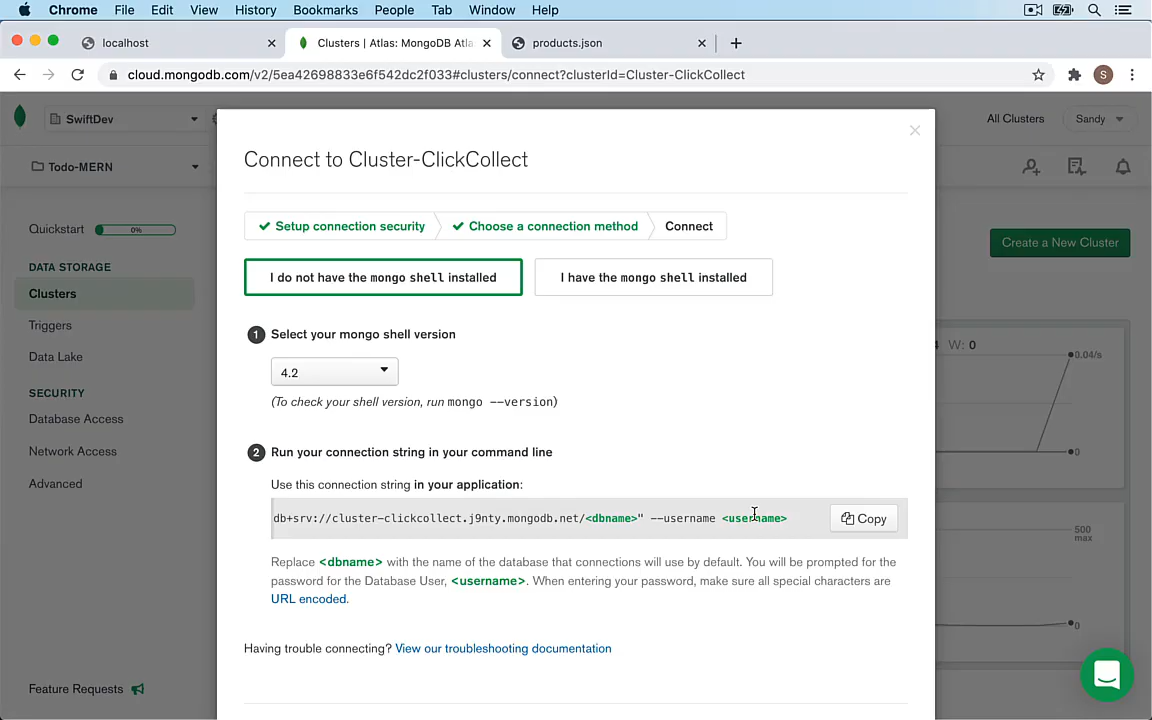 Chrome File Edit View History Bookmarks People Tab Window Help
localhost
Clusters | Atlas: MongoDB Atla
products.json
cloud.mongodb.com/v2/5ea42698833e6f542dc2f033#clusters/connect?clusterId=Cluster-ClickCollect
S
SwiftDev
All Clusters
Sandy
Todo-MERN
Quickstart
0%
DATA STORAGE
Clusters
Triggers
Data Lake
SECURITY
Database Access
Network Access
Advanced
Feature Requests
Create a New Cluster
W: 0
0.04/s
0
500
max
0
Connect to Cluster-ClickCollect
Setup connection security
Choose a connection method
Connect
I do not have the mongo shell installed
I have the mongo shell installed
1 Select your mongo shell version
4.2
(To check your shell version, run mongo --version)
2 Run your connection string in your command line
Use this connection string in your application:
db+srv://cluster-clickcollect.j9nty.mongodb.net/<dbname>" --username <username>
Copy
Replace <dbname> with the name of the database that connections will use by default. You will be prompted for the
password for the Database User, <username>. When entering your password, make sure all special characters are
URL encoded.
Having trouble connecting? View our troubleshooting documentation